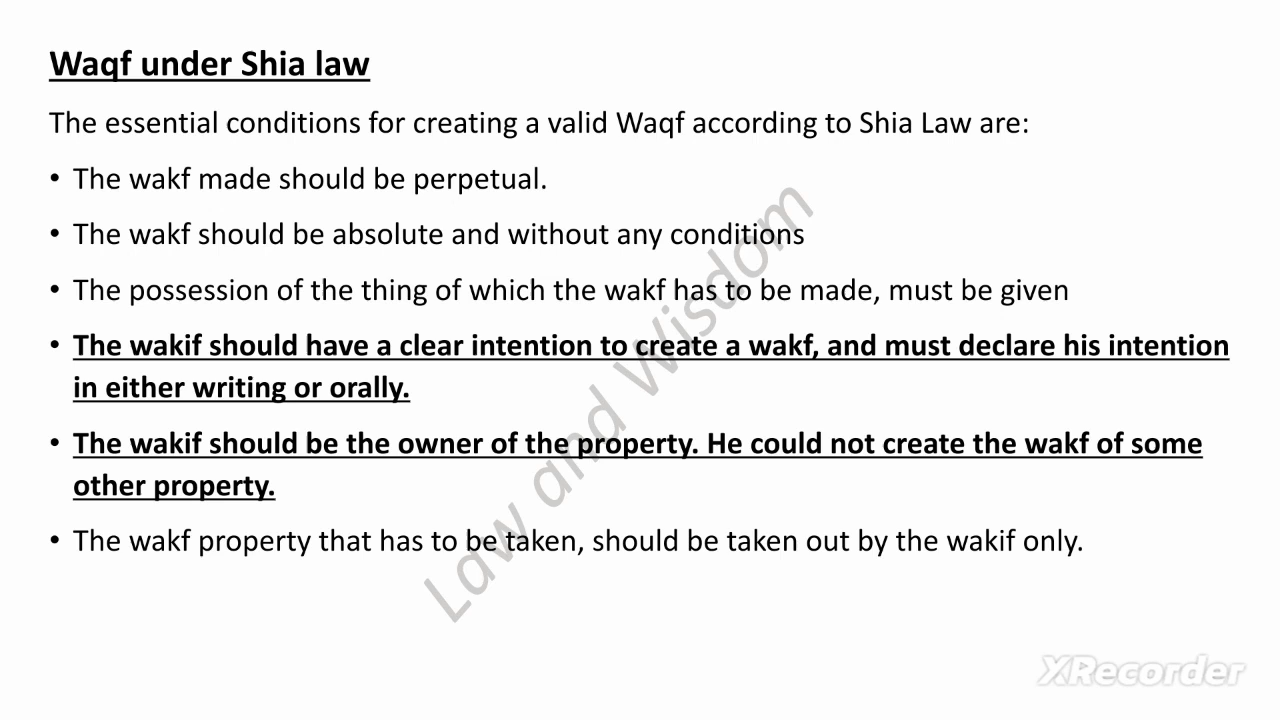 Waqf under Shia law
The essential conditions for creating a valid Waqf according to Shia Law are:
• The wakf made should be perpetual.
• The wakf should be absolute and without any conditions
• The possession of the thing of which the wakf has to be made, must be given
• The wakif should have a clear intention to create a wakf, and must declare his intention
in either writing or orally.
• The wakif should be the owner of the property. He could not create the wakf of some
other property.
• The wakf property that has to be taken, should be taken out by the wakif only.
Law and Wisdom
XRecorder